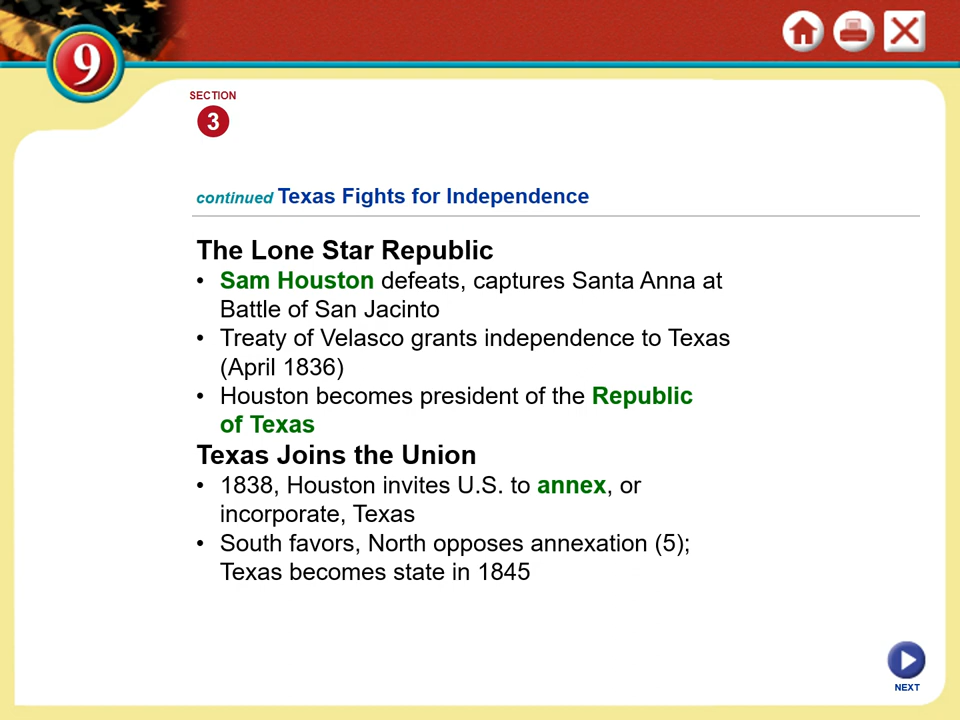 9
SECTION
3
continued Texas Fights for Independence
The Lone Star Republic
• Sam Houston defeats, captures Santa Anna at
Battle of San Jacinto
• Treaty of Velasco grants independence to Texas
(April 1836)
• Houston becomes president of the Republic
of Texas
Texas Joins the Union
• 1838, Houston invites U.S. to annex, or
incorporate, Texas
• South favors, North opposes annexation (5);
Texas becomes state in 1845
NEXT